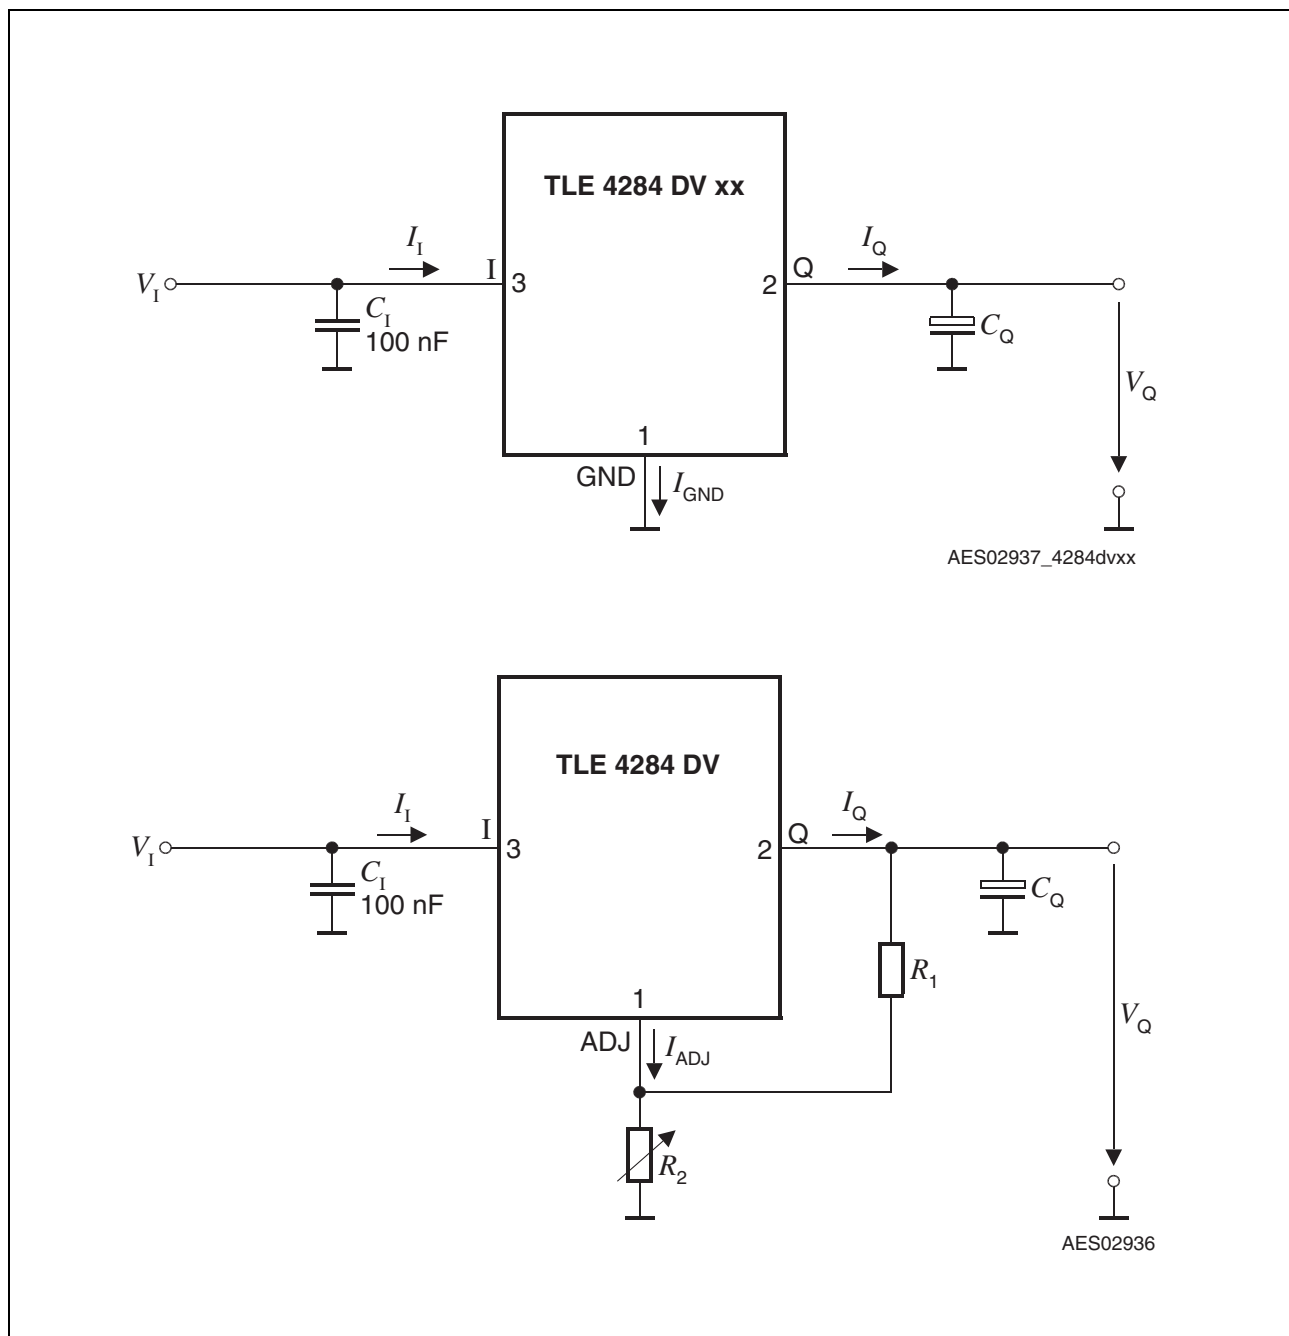 TLE 4284 DV xx
I_I
I_Q
V_I
I
3
2
Q
C_I
100 nF
C_Q
V_Q
1
GND
I_GND
AES02937_4284dvxx
TLE 4284 DV
I_I
I_Q
V_I
I
3
2
Q
C_I
100 nF
C_Q
R_1
1
ADJ
I_ADJ
V_Q
R_2
AES02936